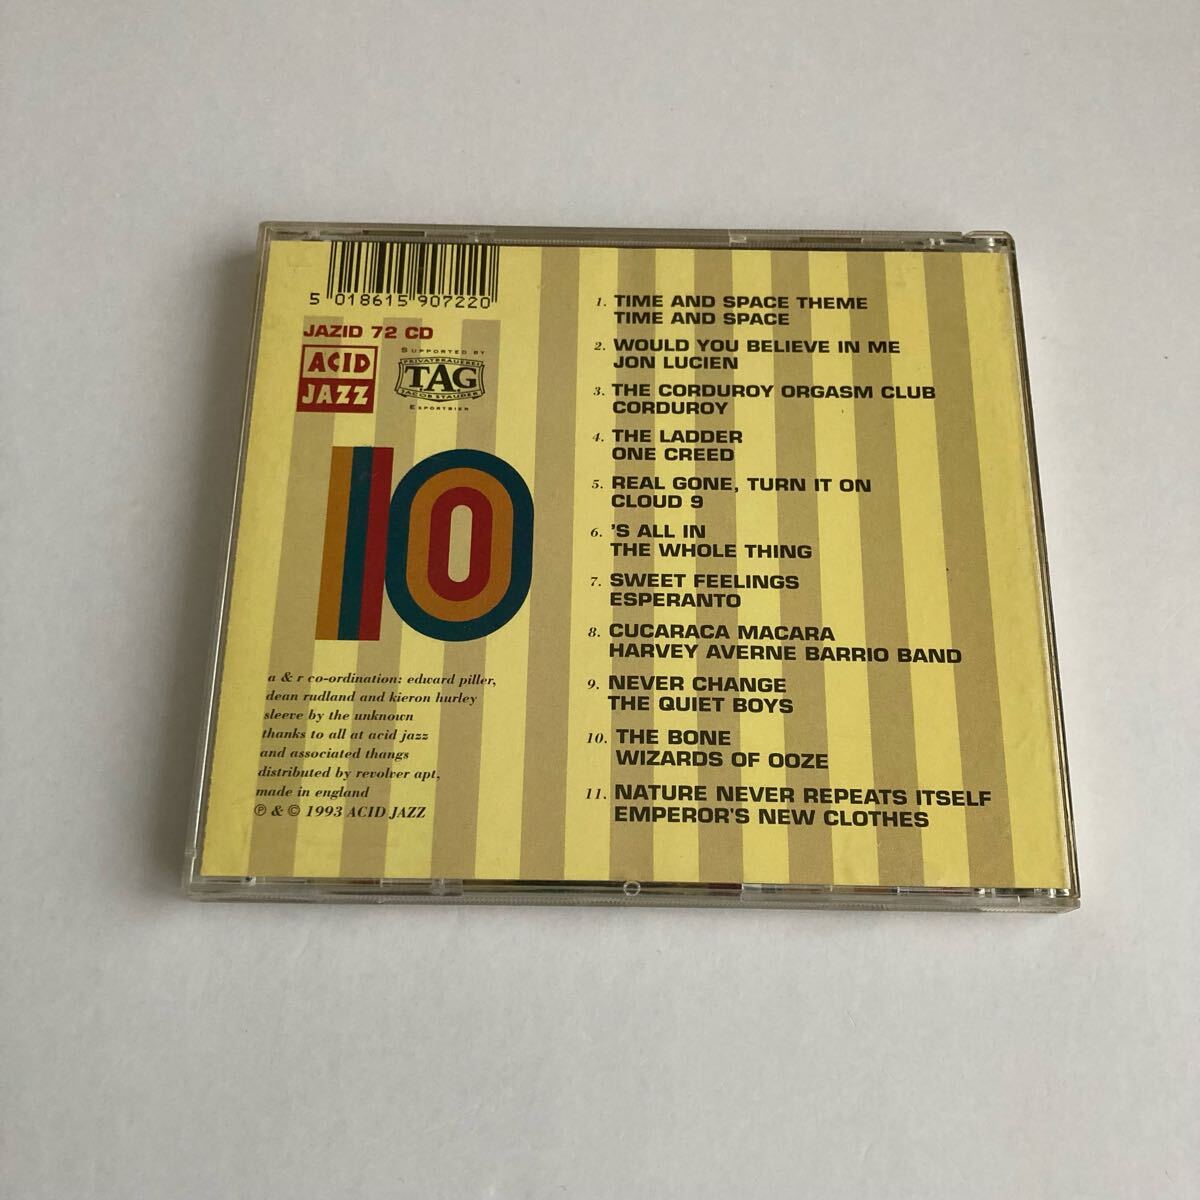 5 018615 907220
JAZID 72 CD
ACID
JAZZ
SUPPORTED BY
PRIVATBRAUEREI
TAG
JACOB STAUDER
ESPORTBIER
10
a & r co-ordination: edward piller,
dean rudland and kieron hurley
sleeve by the unknown
thanks to all at acid jazz
and associated thangs
distributed by revolver apt,
made in england
℗ & © 1993 ACID JAZZ
1. TIME AND SPACE THEME
TIME AND SPACE
2. WOULD YOU BELIEVE IN ME
JON LUCIEN
3. THE CORDUROY ORGASM CLUB
CORDUROY
4. THE LADDER
ONE CREED
5. REAL GONE, TURN IT ON
CLOUD 9
6. 'S ALL IN
THE WHOLE THING
7. SWEET FEELINGS
ESPERANTO
8. CUCARACA MACARA
HARVEY AVERNE BARRIO BAND
9. NEVER CHANGE
THE QUIET BOYS
10. THE BONE
WIZARDS OF OOZE
11. NATURE NEVER REPEATS ITSELF
EMPEROR'S NEW CLOTHES